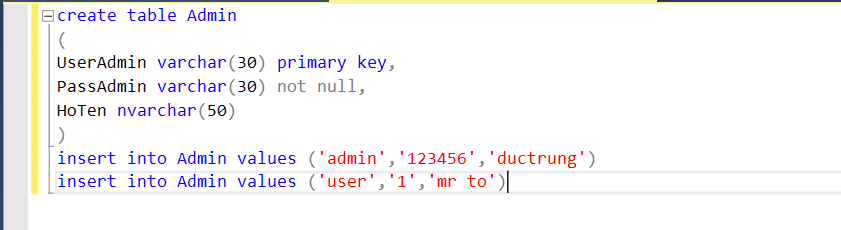 create table Admin
(
UserAdmin varchar(30) primary key,
PassAdmin varchar(30) not null,
HoTen nvarchar(50)
)
insert into Admin values ('admin','123456','ductrung')
insert into Admin values ('user','1','mr to')